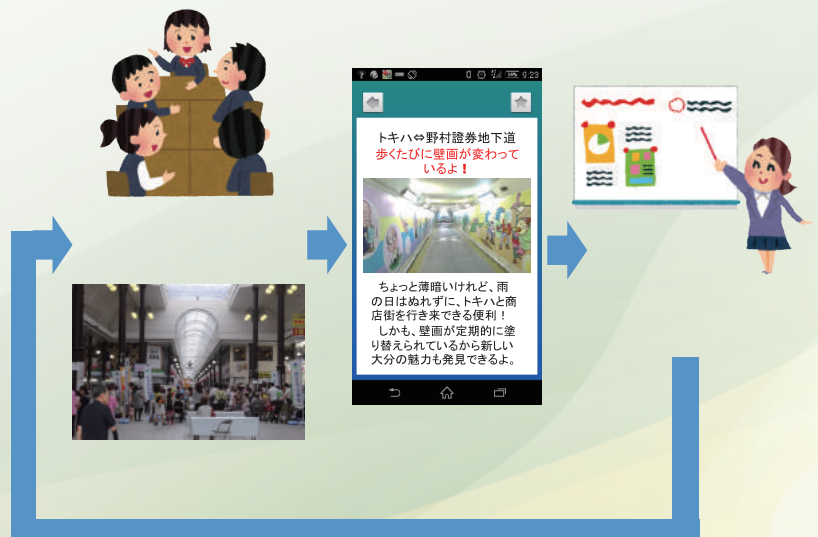 9:23
トキハ⇔野村證券地下道
歩くたびに壁画が変わって
いるよ！
ちょっと薄暗いけれど、雨
の日はぬれずに、トキハと商
店街を行き来できる便利！
しかも、壁画が定期的に塗
り替えられているから新しい
大分の魅力も発見できるよ。